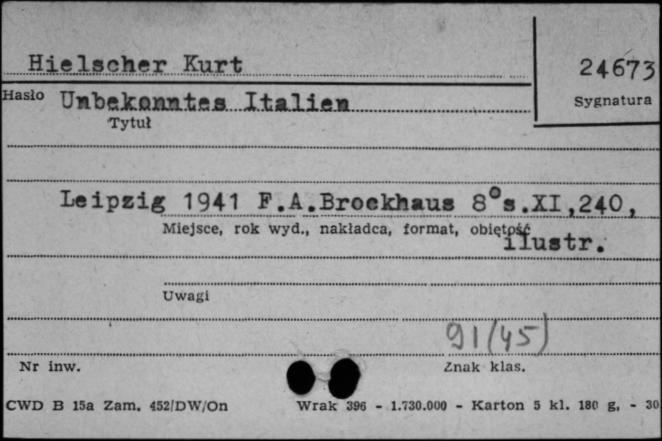 Hielscher Kurt
24673
Hasło Unbekonntes Italien
Sygnatura
Tytuł
Leipzig 1941 F.A.Brockhaus 8°s.XI,240,
Miejsce, rok wyd., nakładca, format, objętość
ilustr.
Uwagi
91(45)
Nr inw.
Znak klas.
CWD B 15a Zam. 452/DW/On Wrak 396 - 1.730.000 - Karton 5 kl. 180 g, - 30